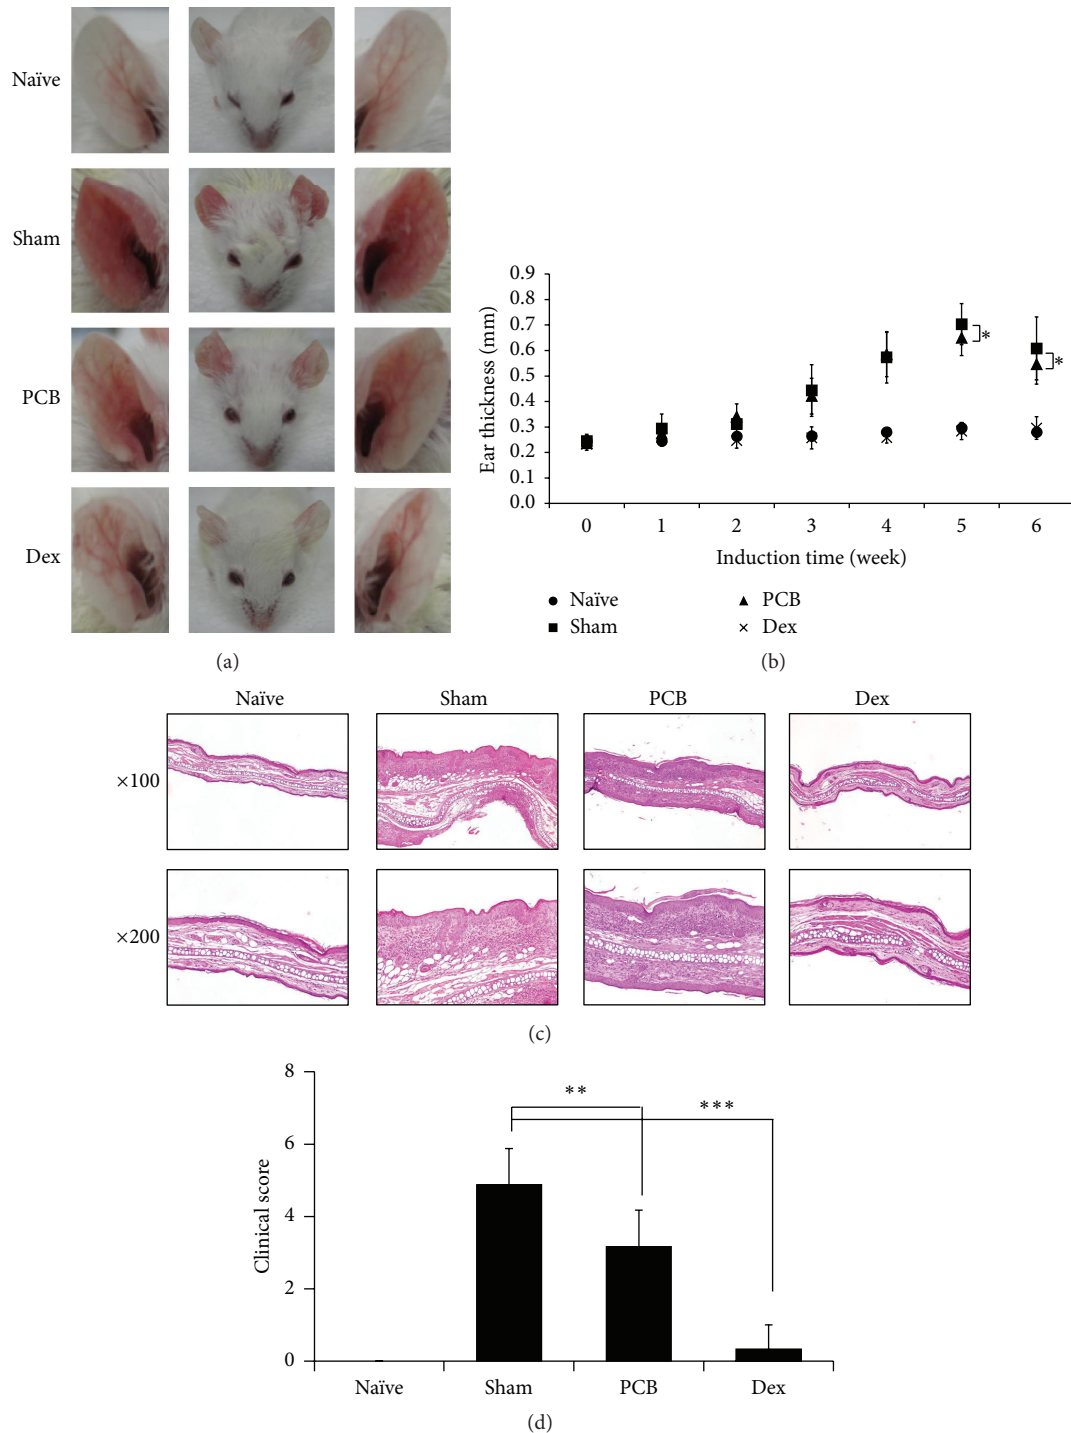 Naïve
Sham
PCB
Dex
(a)
Ear thickness (mm)
0.9
0.8
0.7
0.6
0.5
0.4
0.3
0.2
0.1
0.0
*
*
0 1 2 3 4 5 6
Induction time (week)
Naïve PCB
Sham Dex
(b)
Naïve Sham PCB Dex
×100
×200
(c)
Clinical score
8
6
4
2
0
**
***
Naïve Sham PCB Dex
(d)